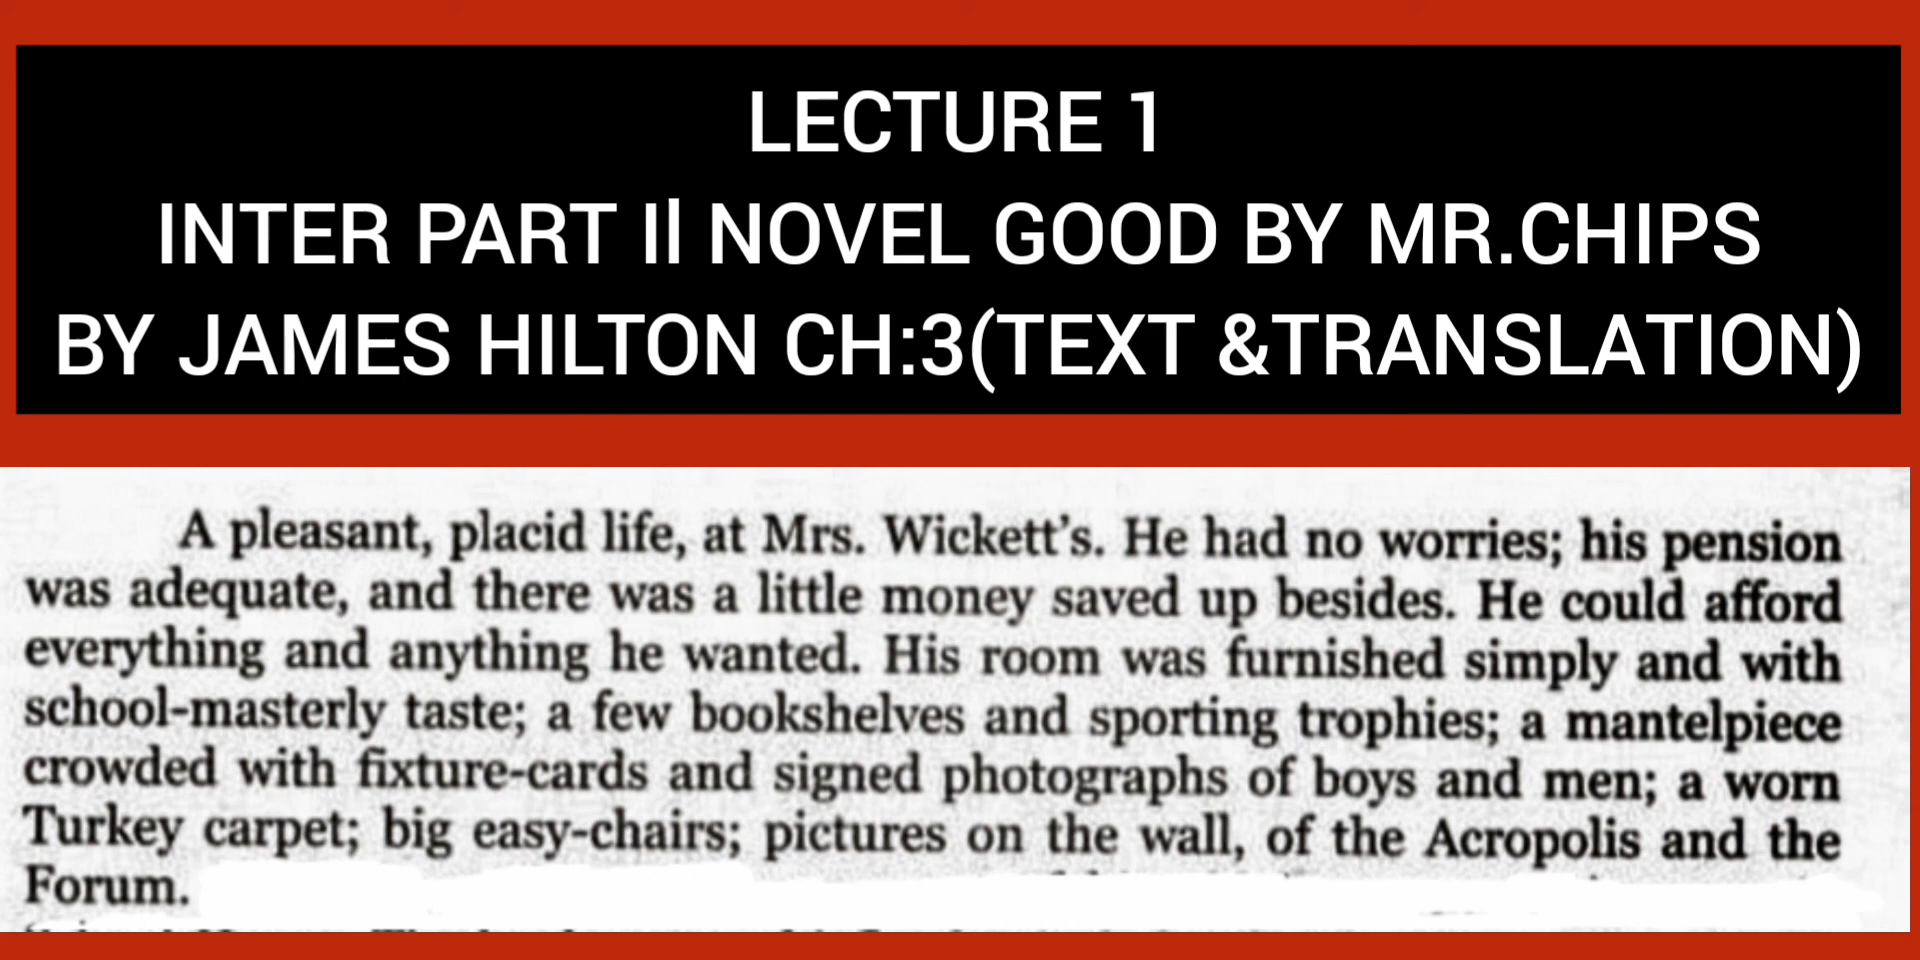 LECTURE 1
INTER PART II NOVEL GOOD BY MR.CHIPS
BY JAMES HILTON CH:3(TEXT &TRANSLATION)
A pleasant, placid life, at Mrs. Wickett's. He had no worries; his pension
was adequate, and there was a little money saved up besides. He could afford
everything and anything he wanted. His room was furnished simply and with
school-masterly taste; a few bookshelves and sporting trophies; a mantelpiece
crowded with fixture-cards and signed photographs of boys and men; a worn
Turkey carpet; big easy-chairs; pictures on the wall, of the Acropolis and the
Forum.